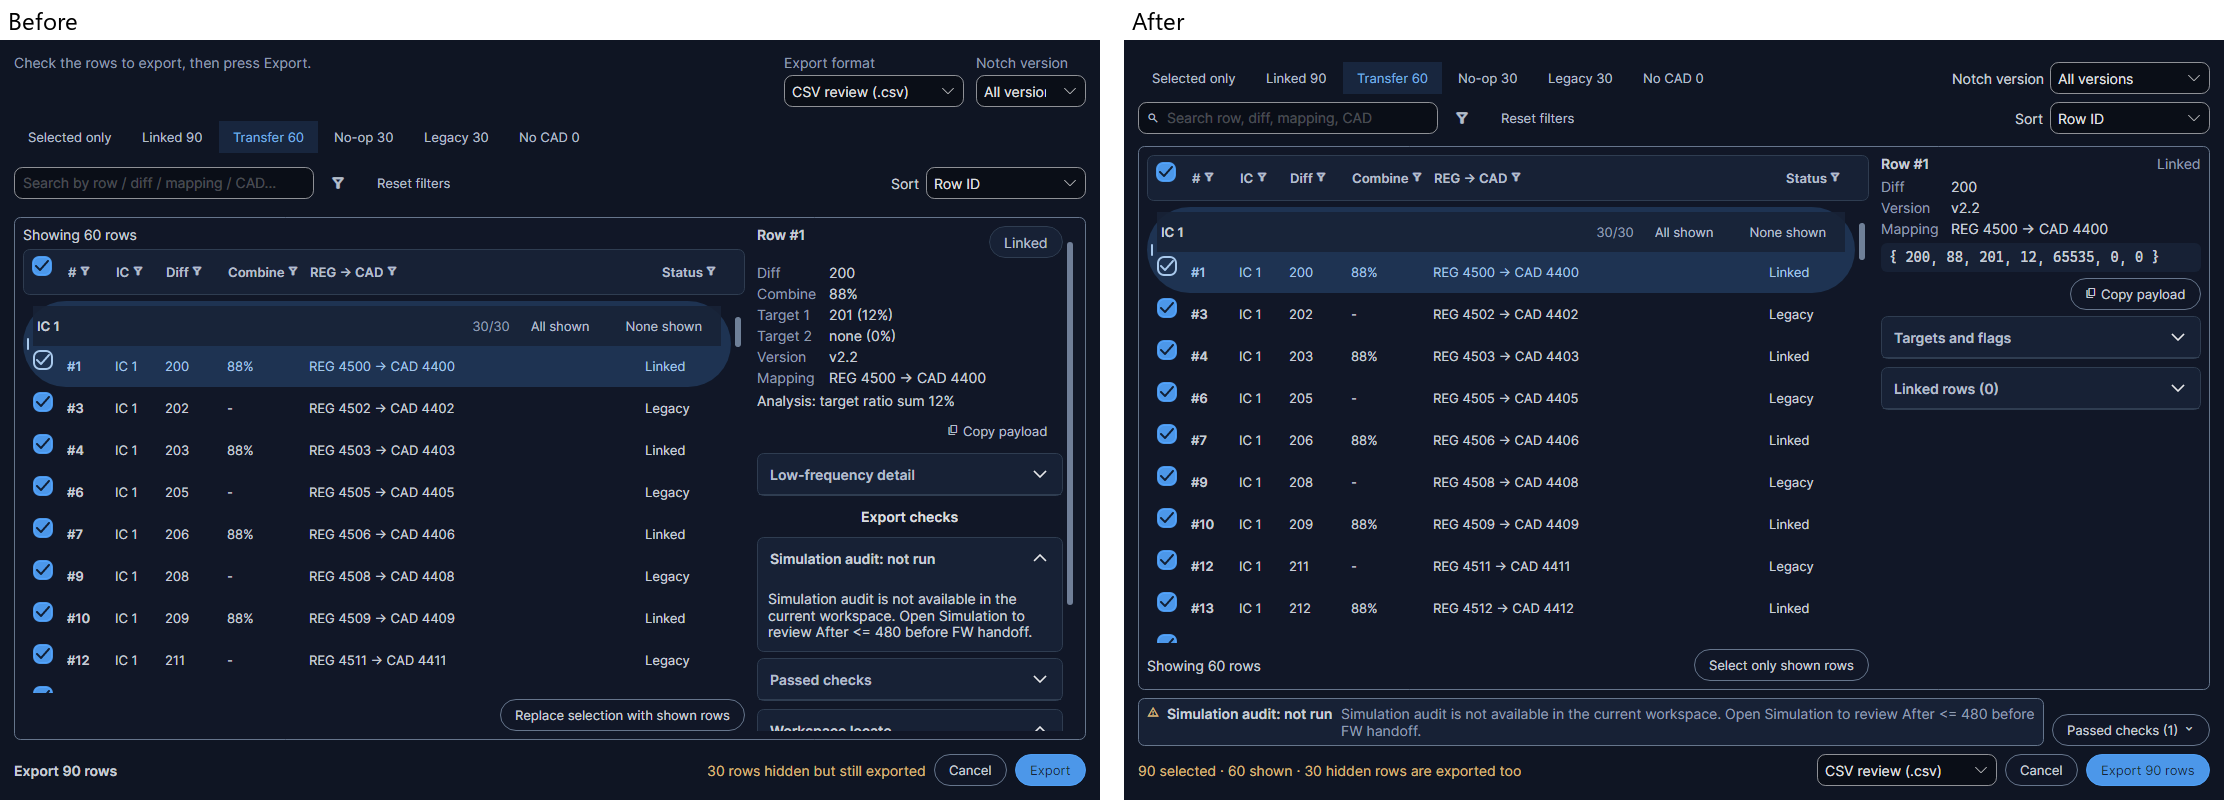 Before
Check the rows to export, then press Export.
Export format
Notch version
CSV review (.csv)
All version
Selected only
Linked 90
Transfer 60
No-op 30
Legacy 30
No CAD 0
Search by row / diff / mapping / CAD...
Reset filters
Sort
Row ID
Showing 60 rows
# IC Diff Combine REG → CAD Status
IC 1 30/30 All shown None shown
#1 IC 1 200 88% REG 4500 → CAD 4400 Linked
#3 IC 1 202 - REG 4502 → CAD 4402 Legacy
#4 IC 1 203 88% REG 4503 → CAD 4403 Linked
#6 IC 1 205 - REG 4505 → CAD 4405 Legacy
#7 IC 1 206 88% REG 4506 → CAD 4406 Linked
#9 IC 1 208 - REG 4508 → CAD 4408 Legacy
#10 IC 1 209 88% REG 4509 → CAD 4409 Linked
#12 IC 1 211 - REG 4511 → CAD 4411 Legacy
Replace selection with shown rows
Row #1
Linked
Diff 200
Combine 88%
Target 1 201 (12%)
Target 2 none (0%)
Version v2.2
Mapping REG 4500 → CAD 4400
Analysis: target ratio sum 12%
Copy payload
Low-frequency detail
Export checks
Simulation audit: not run
Simulation audit is not available in the
current workspace. Open Simulation to
review After <= 480 before FW handoff.
Passed checks
Workspace locate
Export 90 rows
30 rows hidden but still exported
Cancel
Export
After
Selected only
Linked 90
Transfer 60
No-op 30
Legacy 30
No CAD 0
Notch version
All versions
Search row, diff, mapping, CAD
Reset filters
Sort
Row ID
# IC Diff Combine REG → CAD Status
IC 1 30/30 All shown None shown
#1 IC 1 200 88% REG 4500 → CAD 4400 Linked
#3 IC 1 202 - REG 4502 → CAD 4402 Legacy
#4 IC 1 203 88% REG 4503 → CAD 4403 Linked
#6 IC 1 205 - REG 4505 → CAD 4405 Legacy
#7 IC 1 206 88% REG 4506 → CAD 4406 Linked
#9 IC 1 208 - REG 4508 → CAD 4408 Legacy
#10 IC 1 209 88% REG 4509 → CAD 4409 Linked
#12 IC 1 211 - REG 4511 → CAD 4411 Legacy
#13 IC 1 212 88% REG 4512 → CAD 4412 Linked
Showing 60 rows
Select only shown rows
Row #1
Linked
Diff 200
Version v2.2
Mapping REG 4500 → CAD 4400
{ 200, 88, 201, 12, 65535, 0, 0 }
Copy payload
Targets and flags
Linked rows (0)
Simulation audit: not run
Simulation audit is not available in the current workspace. Open Simulation to review After <= 480 before
FW handoff.
Passed checks (1)
90 selected · 60 shown · 30 hidden rows are exported too
CSV review (.csv)
Cancel
Export 90 rows